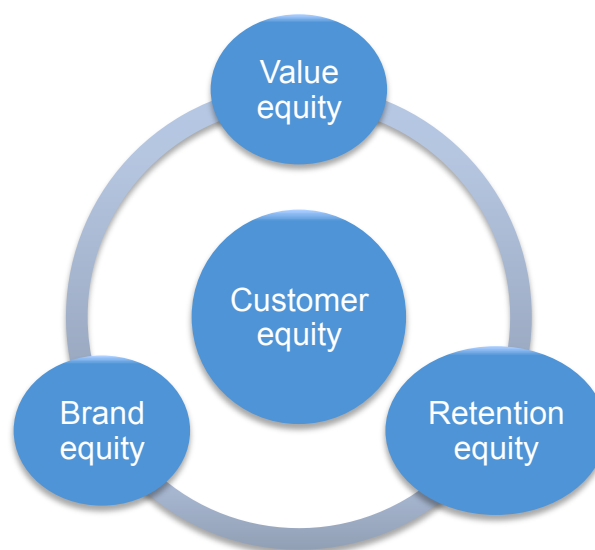 Value
equity
Customer
equity
Brand
equity
Retention
equity